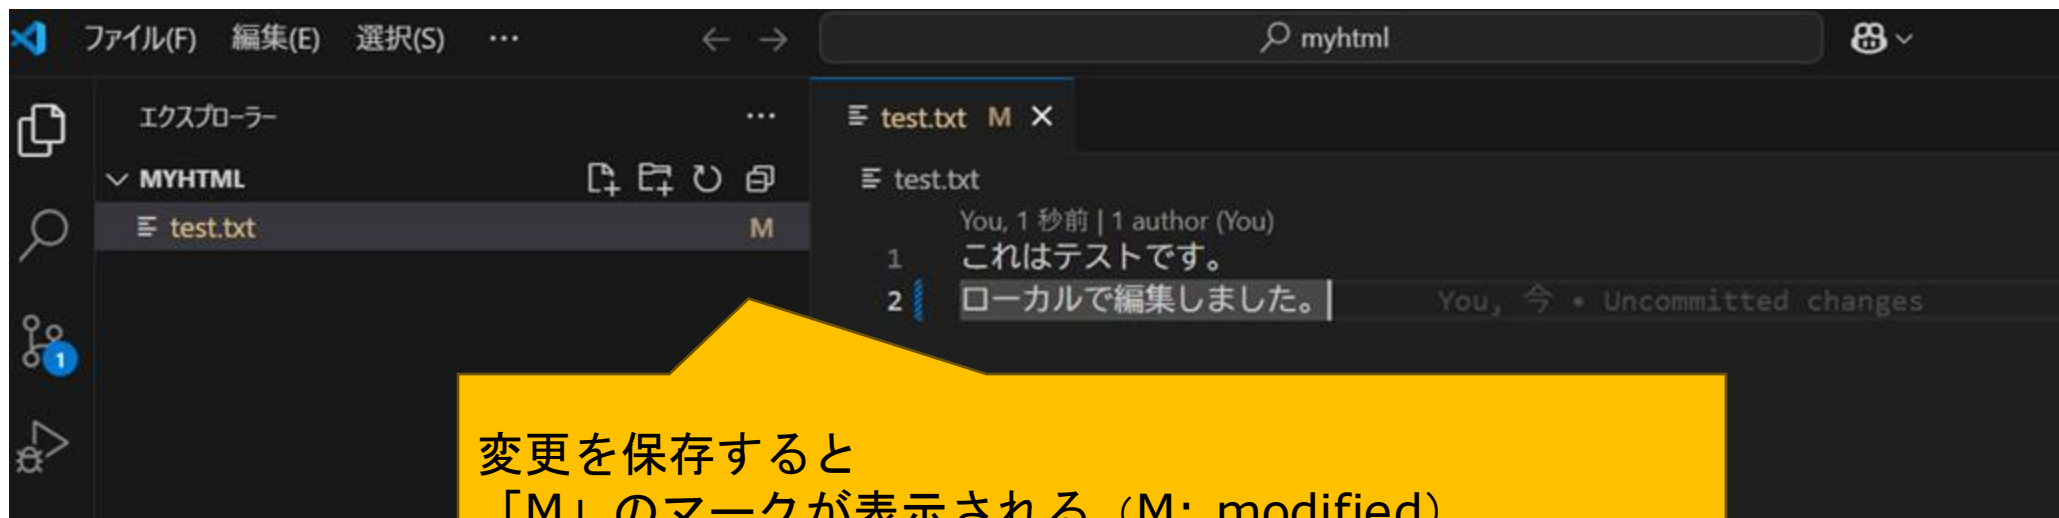 ファイル(F) 編集(E) 選択(S) ··· ← → myhtml
エクスプローラー ···
test.txt M ×
MYHTML
test.txt
test.txt M
You, 1 秒前 | 1 author (You)
1 これはテストです。
2 ローカルで編集しました。 You, 今 • Uncommitted changes
1
変更を保存すると
「M」のマークが表示される（M: modified）